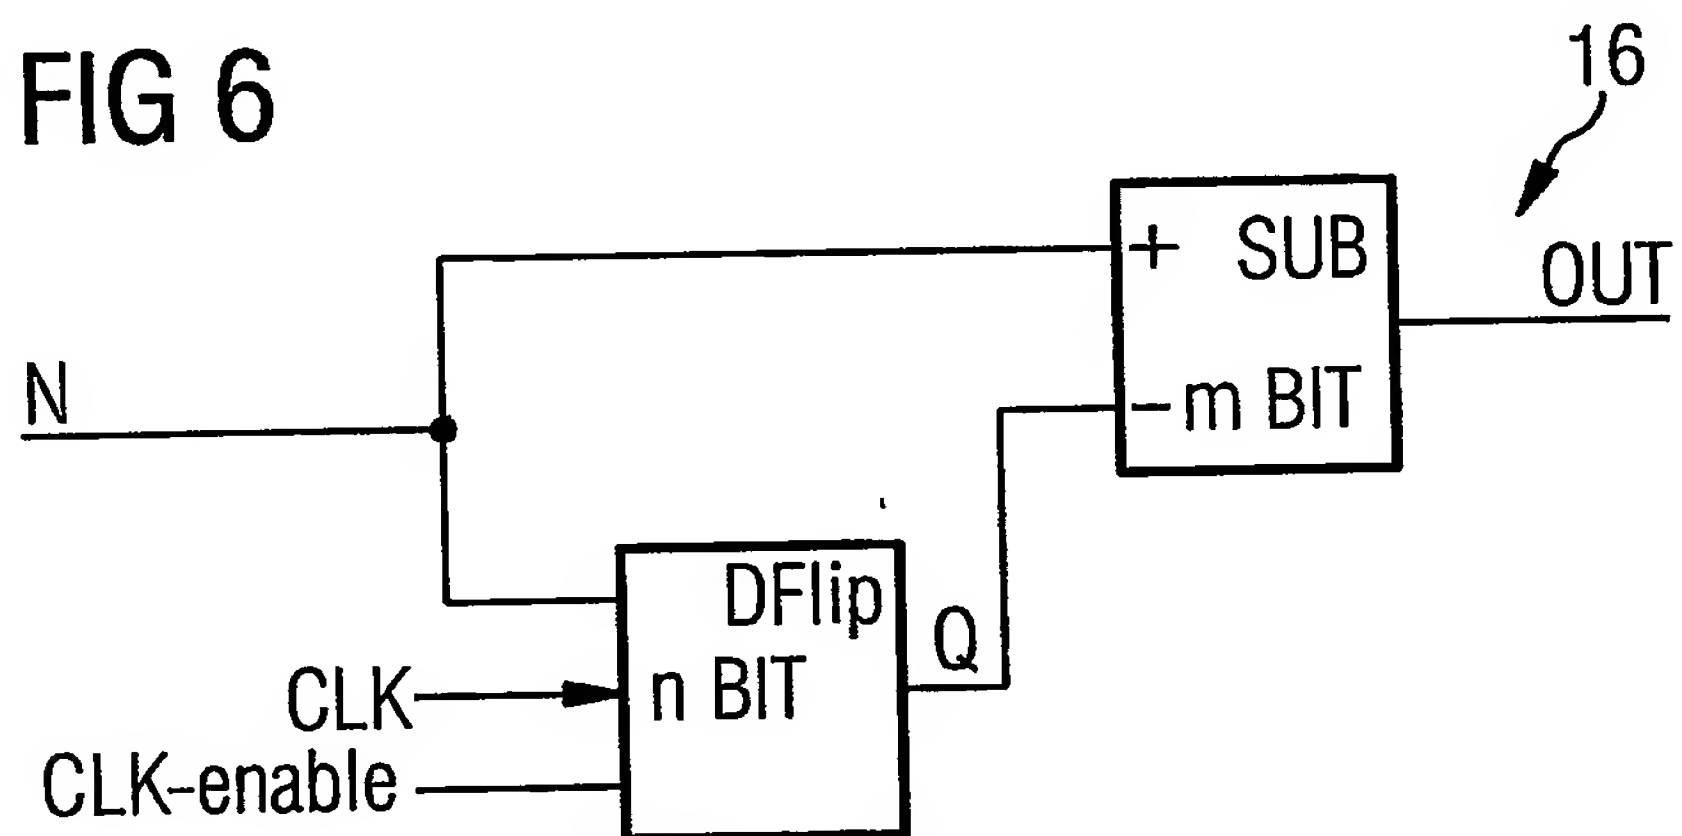 FIG 6
16
+ SUB
OUT
N
- m BIT
DFlip
Q
CLK
n BIT
CLK-enable